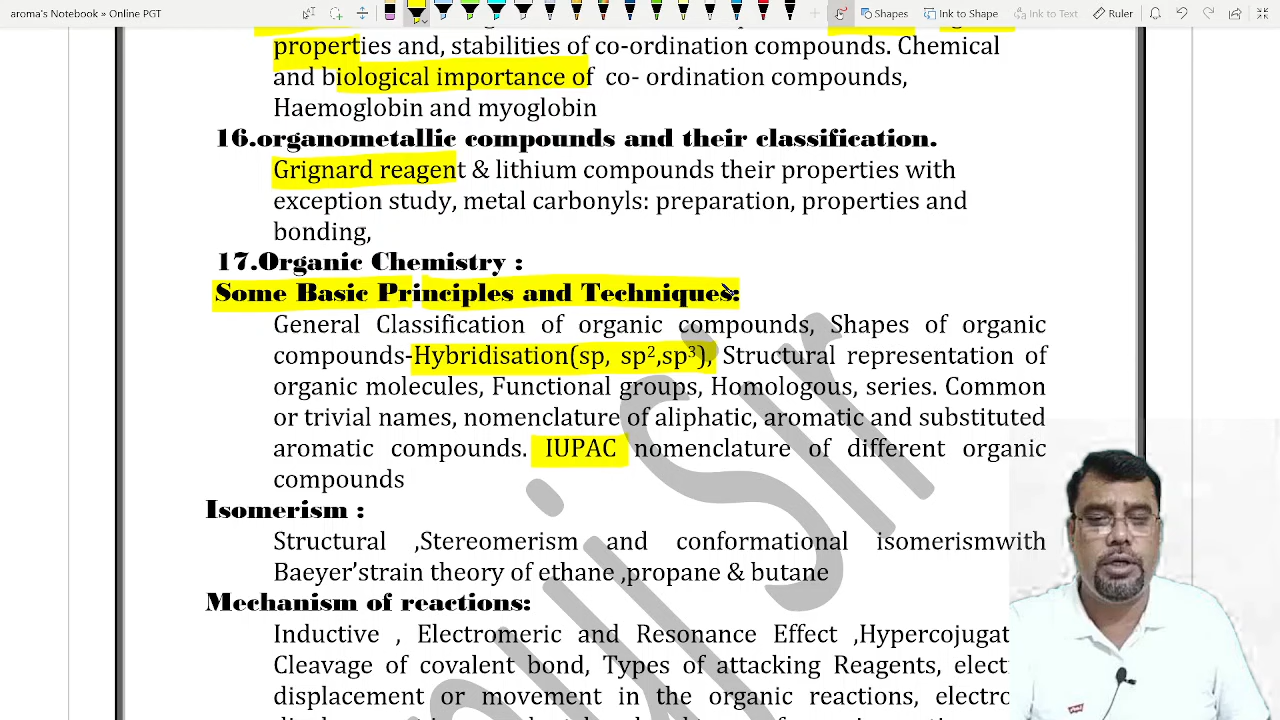 aroma's Notebook » Online PGT
Shapes Ink to Shape Ink to Text Ruler
properties and, stabilities of co-ordination compounds. Chemical
and biological importance of co- ordination compounds,
Haemoglobin and myoglobin
16.organometallic compounds and their classification.
Grignard reagent & lithium compounds their properties with
exception study, metal carbonyls: preparation, properties and
bonding,
17.Organic Chemistry :
Some Basic Principles and Techniques:
General Classification of organic compounds, Shapes of organic
compounds-Hybridisation(sp, sp²,sp³), Structural representation of
organic molecules, Functional groups, Homologous, series. Common
or trivial names, nomenclature of aliphatic, aromatic and substituted
aromatic compounds. IUPAC nomenclature of different organic
compounds
Isomerism :
Structural ,Stereomerism and conformational isomerismwith
Baeyer'strain theory of ethane ,propane & butane
Mechanism of reactions:
Inductive , Electromeric and Resonance Effect ,Hypercojugat
Cleavage of covalent bond, Types of attacking Reagents, electr
displacement or movement in the organic reactions, electro
Sir